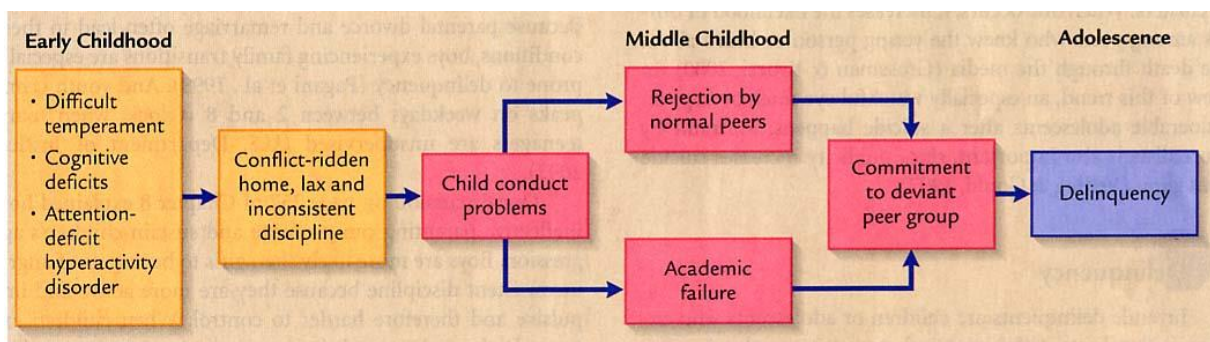 Early Childhood
Middle Childhood
Adolescence
· Difficult
temperament
· Cognitive
deficits
· Attention-
deficit
hyperactivity
disorder
Conflict-ridden
home, lax and
inconsistent
discipline
Child conduct
problems
Rejection by
normal peers
Academic
failure
Commitment
to deviant
peer group
Delinquency